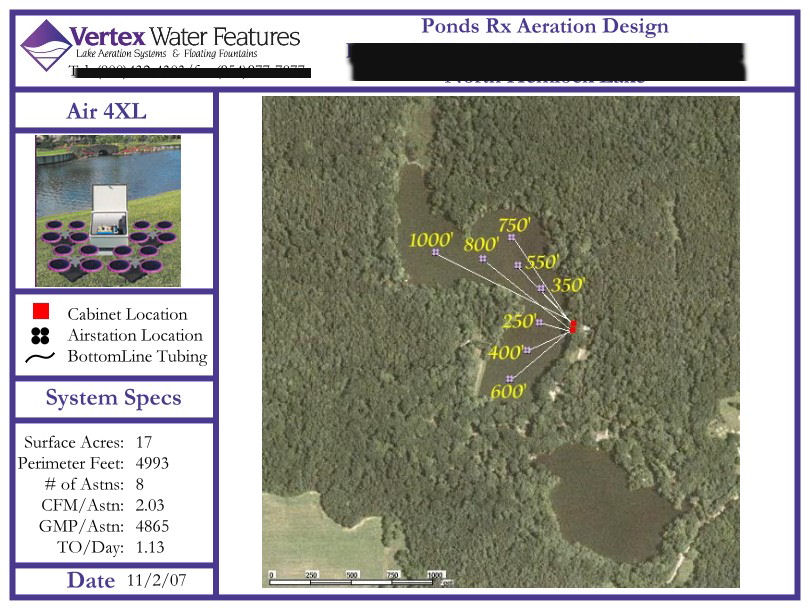 Vertex Water Features
Lake Aeration Systems & Floating Fountains
Ponds Rx Aeration Design
Air 4XL
Cabinet Location
Airstation Location
BottomLine Tubing
System Specs
Surface Acres: 17
Perimeter Feet: 4993
# of Astns: 8
CFM/Astn: 2.03
GMP/Astn: 4865
TO/Day: 1.13
Date 11/2/07
750'
1000' 800'
550'
350'
250'
400'
600'
0 250 500 750 1000